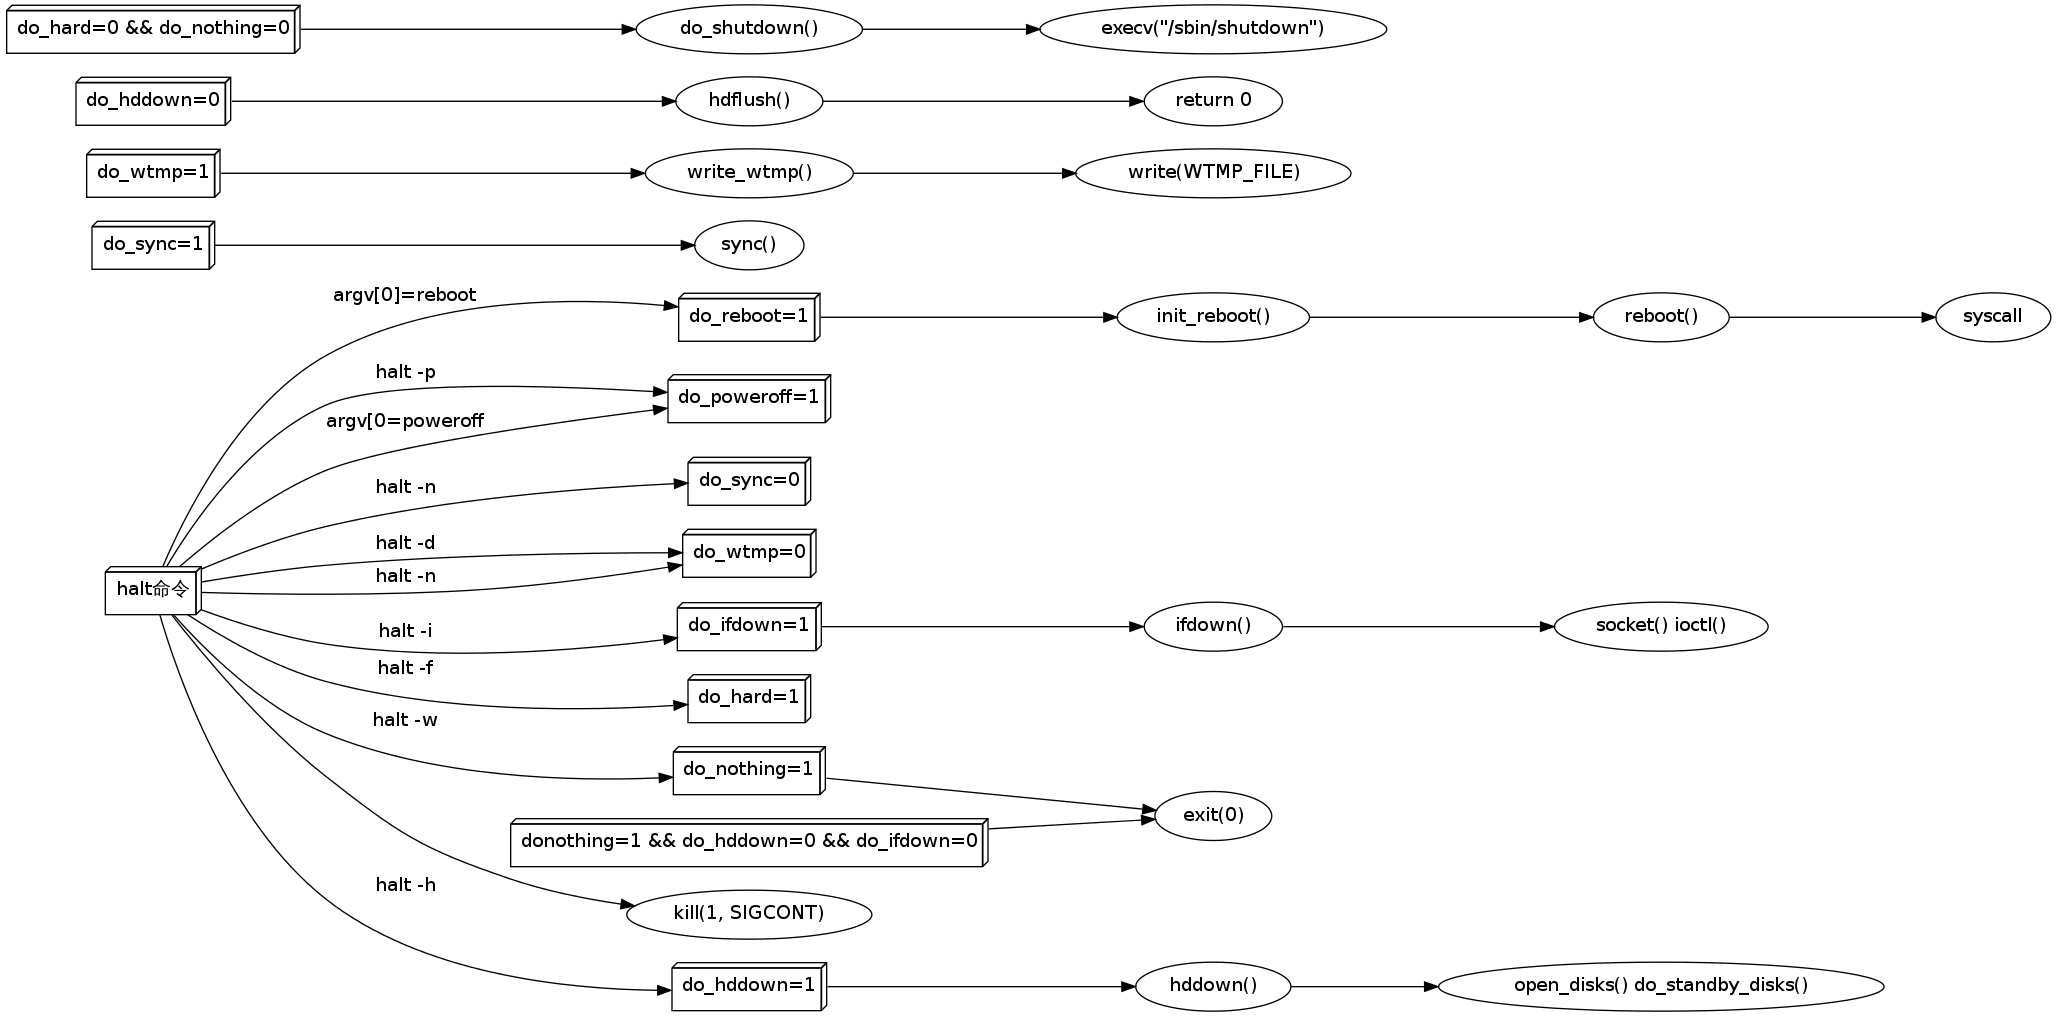 do_hard=0 && do_nothing=0
do_shutdown()
execv("/sbin/shutdown")
do_hddown=0
hdflush()
return 0
do_wtmp=1
write_wtmp()
write(WTMP_FILE)
do_sync=1
sync()
argv[0]=reboot
do_reboot=1
init_reboot()
reboot()
syscall
halt -p
do_poweroff=1
argv[0=poweroff
halt -n
do_sync=0
halt -d
do_wtmp=0
halt -n
halt命令
halt -i
do_ifdown=1
ifdown()
socket() ioctl()
halt -f
do_hard=1
halt -w
do_nothing=1
exit(0)
donothing=1 && do_hddown=0 && do_ifdown=0
halt -h
kill(1, SIGCONT)
do_hddown=1
hddown()
open_disks() do_standby_disks()